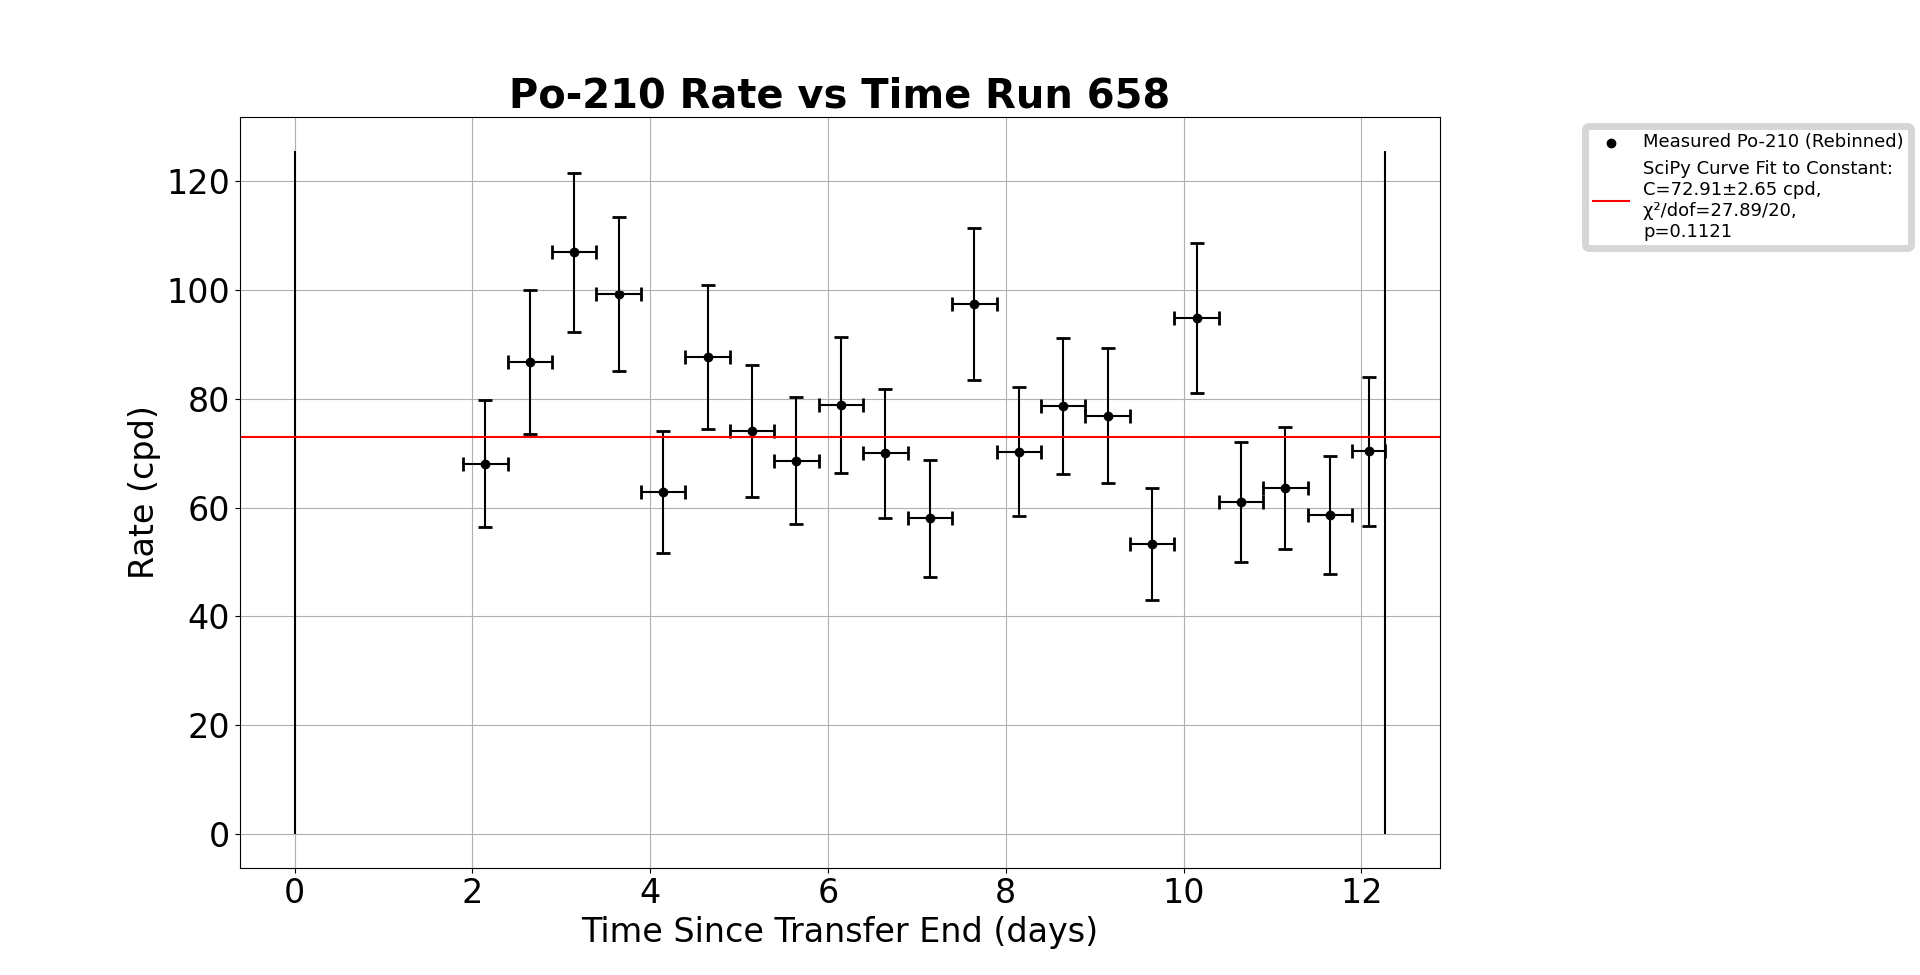 Po-210 Rate vs Time Run 658
Measured Po-210 (Rebinned)
SciPy Curve Fit to Constant:
C=72.91±2.65 cpd,
χ²/dof=27.89/20,
p=0.1121
Rate (cpd)
120
100
80
60
40
20
0
0 2 4 6 8 10 12
Time Since Transfer End (days)